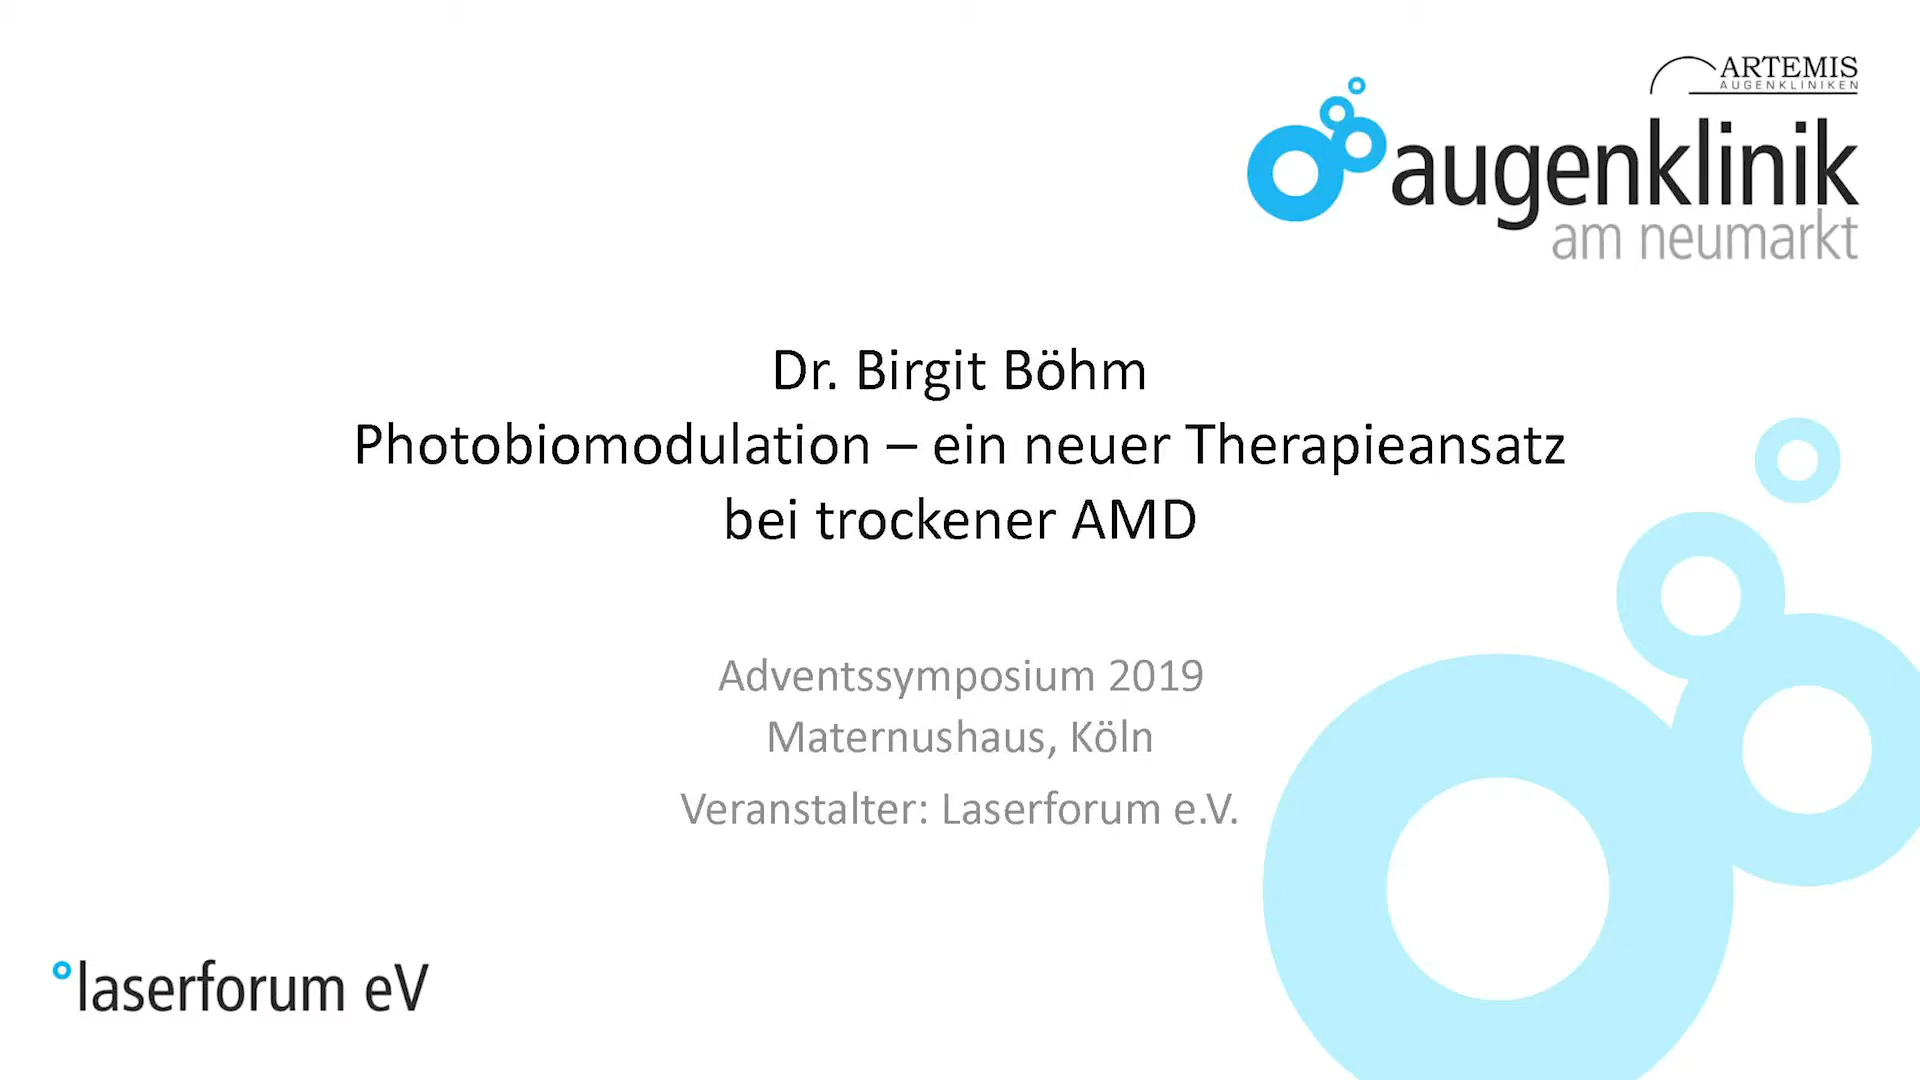 ARTEMIS
AUGENKLINIKEN
augenklinik
am neumarkt
Dr. Birgit Böhm
Photobiomodulation – ein neuer Therapieansatz
bei trockener AMD
Adventssymposium 2019
Maternushaus, Köln
Veranstalter: Laserforum e.V.
laserforum eV